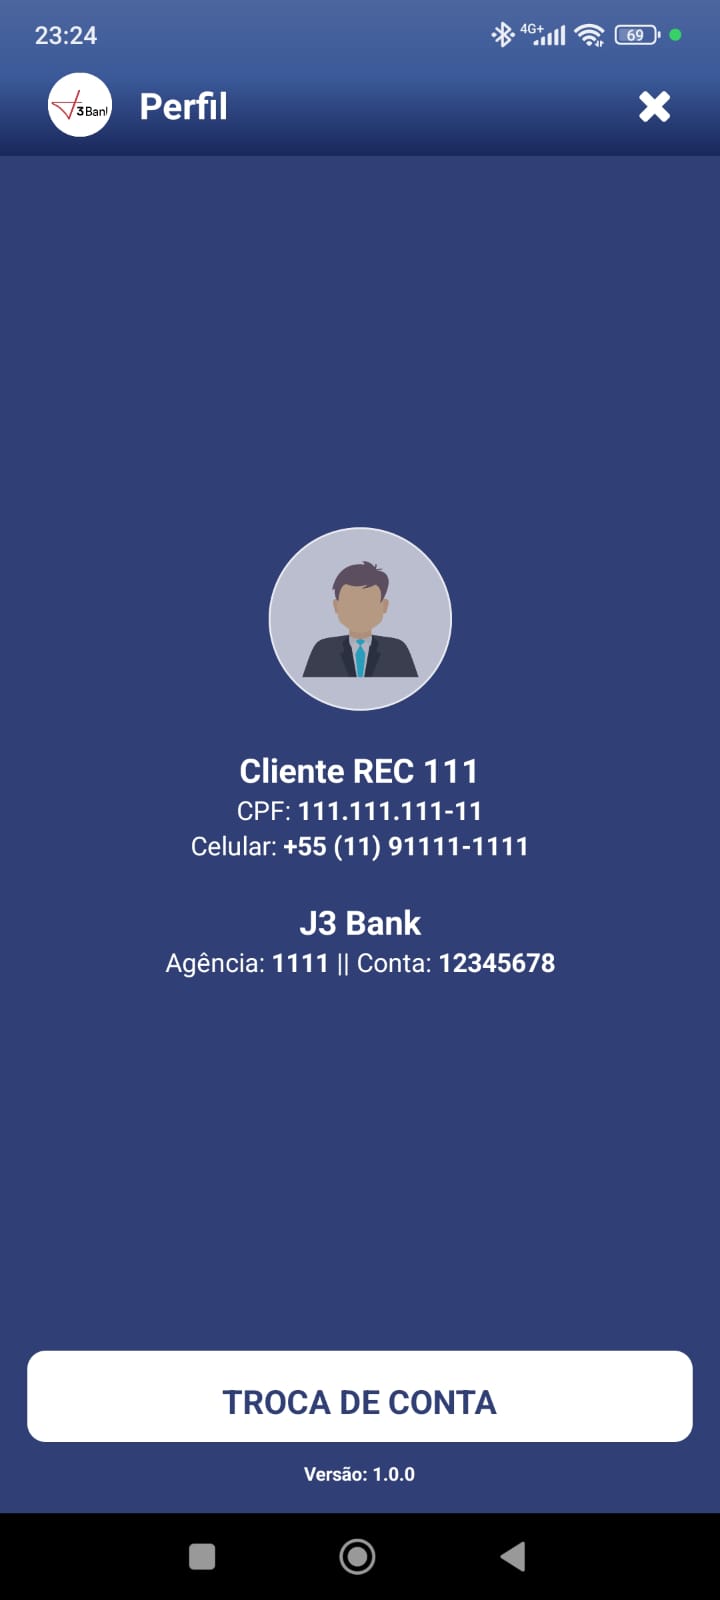 23:24
4G+
69
3Banl
Perfil
Cliente REC 111
CPF: 111.111.111-11
Celular: +55 (11) 91111-1111
J3 Bank
Agência: 1111 || Conta: 12345678
TROCA DE CONTA
Versão: 1.0.0